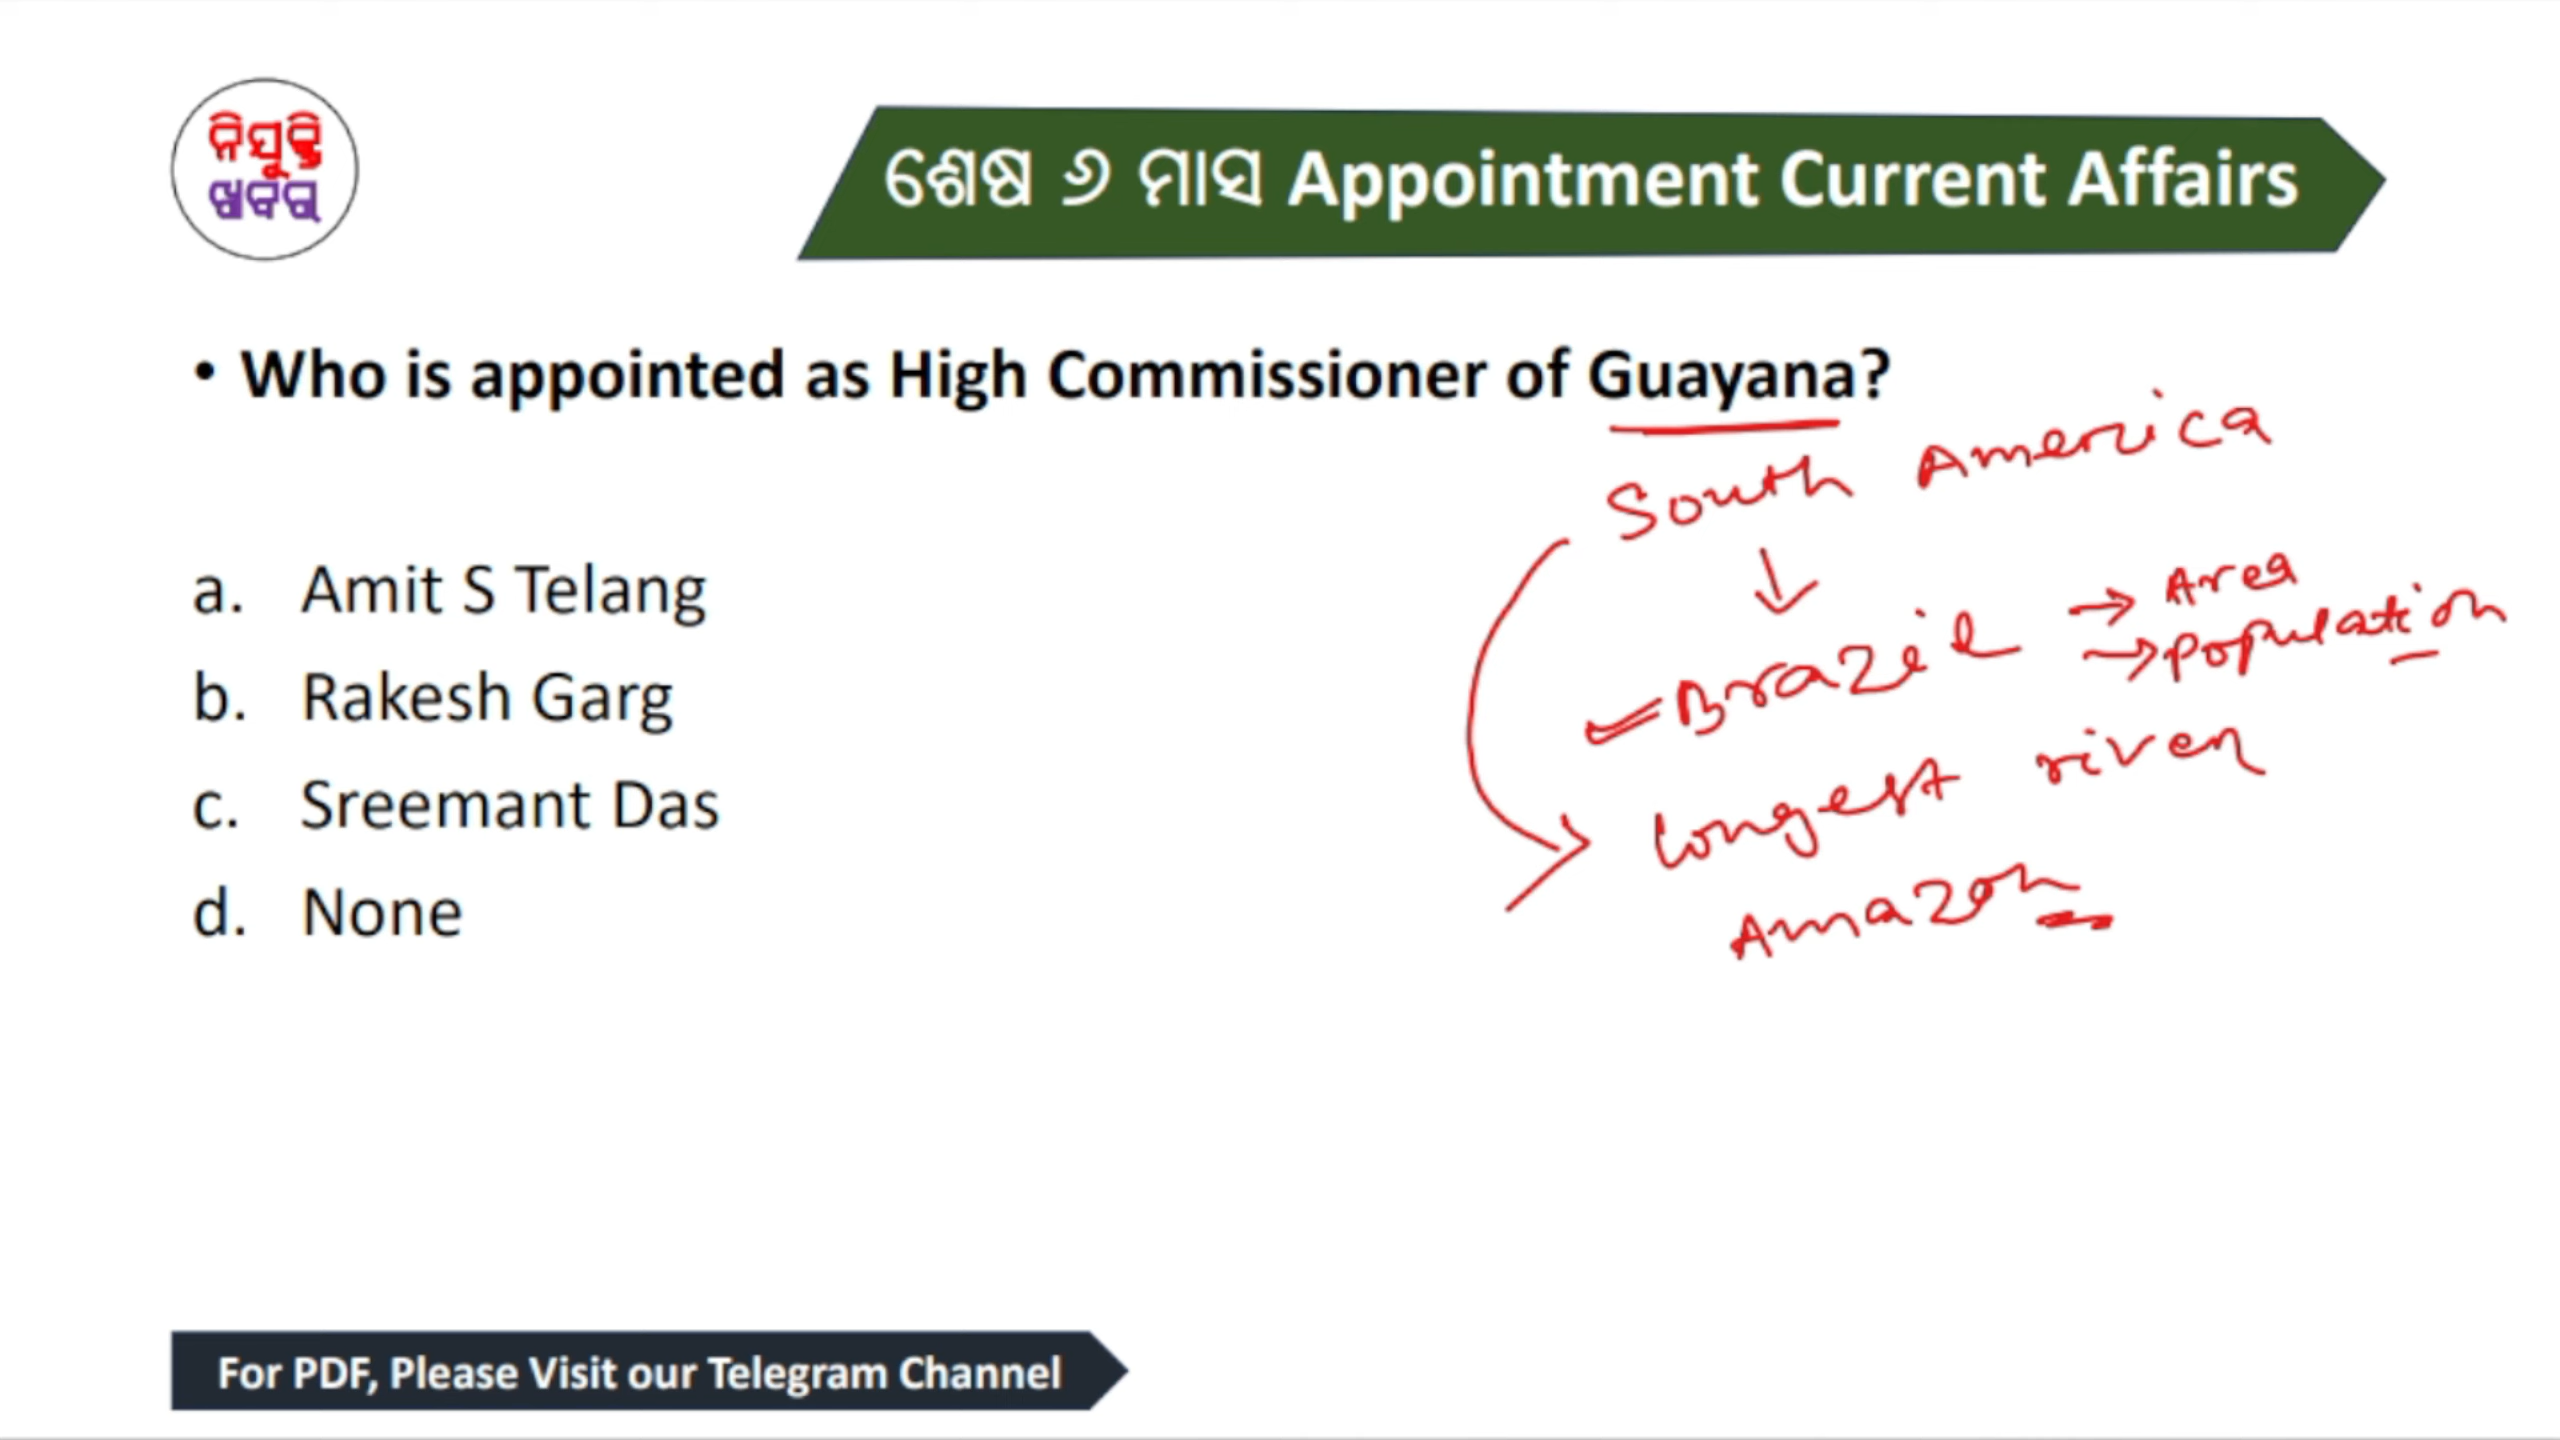 ନିଯୁକ୍ତି
ଖବର
ଶେଷ ୬ ମାସ Appointment Current Affairs
• Who is appointed as High Commissioner of Guayana?
South America
a. Amit S Telang
b. Rakesh Garg
c. Sreemant Das
d. None
Brazil → Area
→ population
longest river
Amazon
For PDF, Please Visit our Telegram Channel